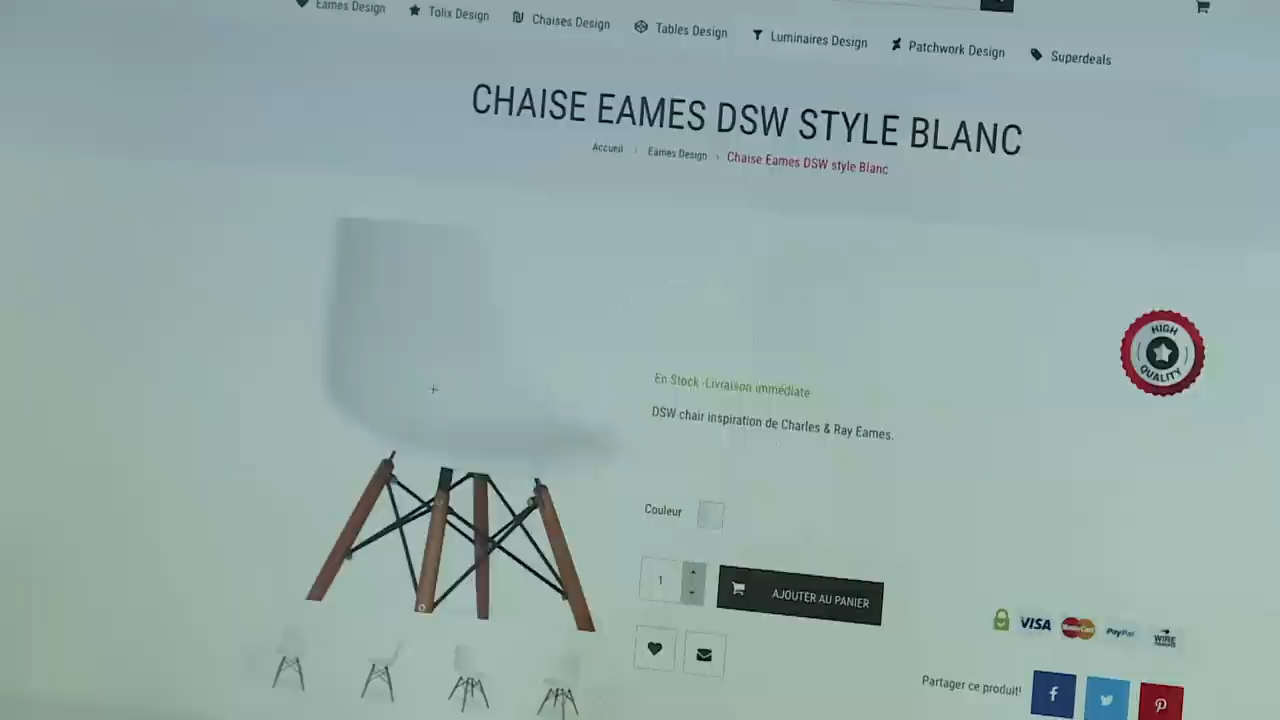 Eames Design
Tolix Design
Chaises Design
Tables Design
Luminaires Design
Patchwork Design
Superdeals
CHAISE EAMES DSW STYLE BLANC
Accueil › Eames Design › Chaise Eames DSW style Blanc
HIGH
QUALITY
En Stock -Livraison immédiate
DSW chair inspiration de Charles & Ray Eames.
Couleur
1
AJOUTER AU PANIER
VISA
MasterCard
PayPal
WIRE
Partager ce produit!